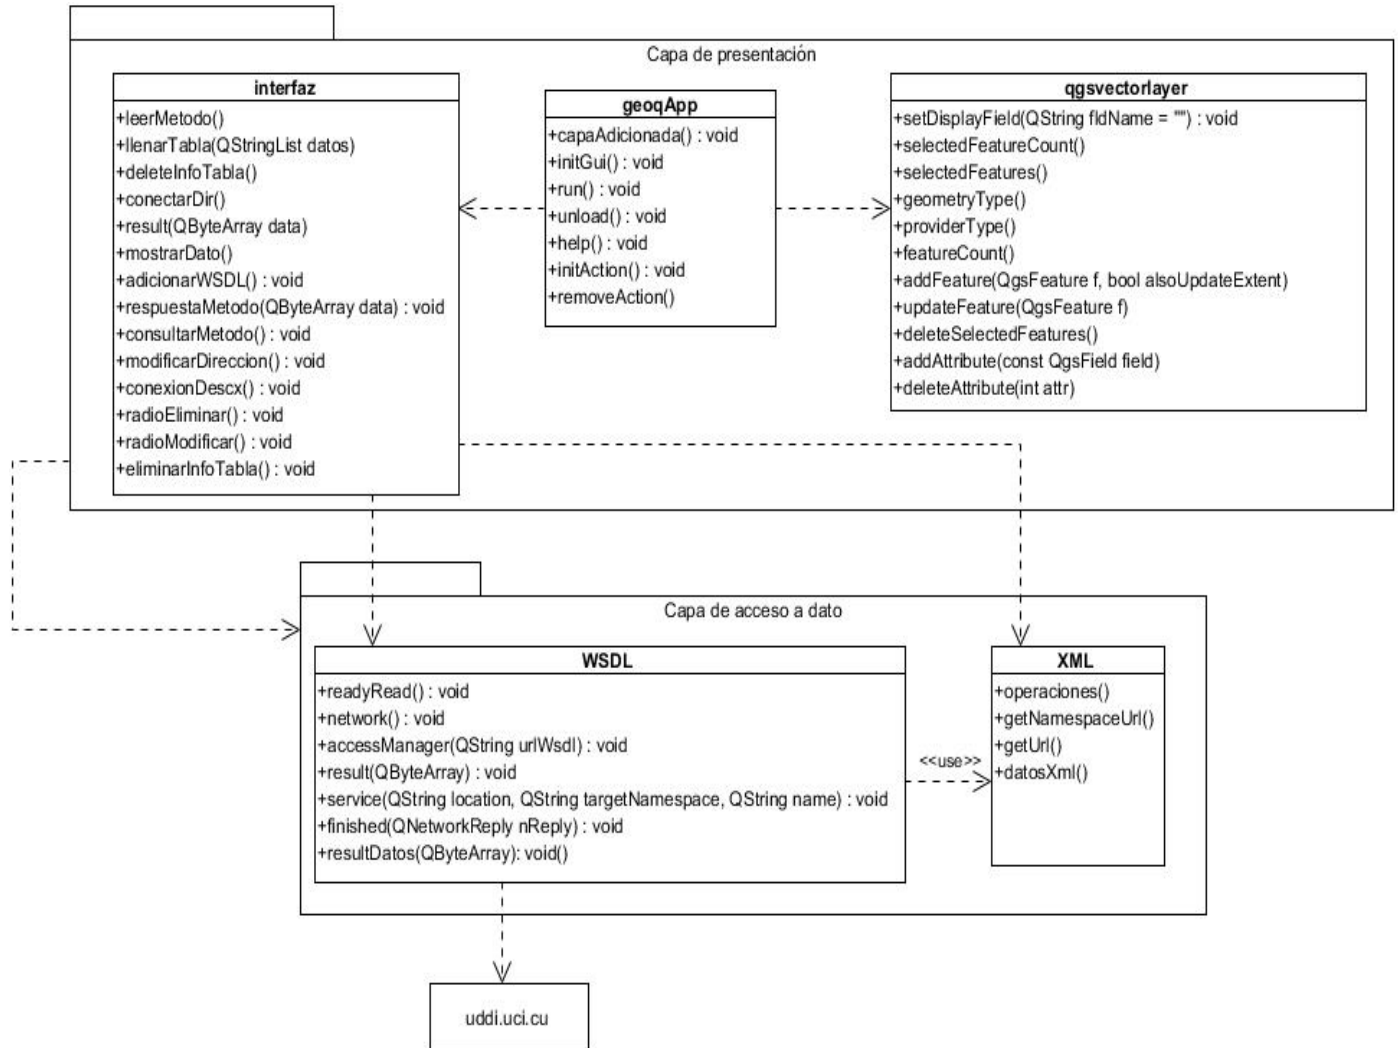 Capa de presentación
interfaz
+leerMetodo()
+llenarTabla(QStringList datos)
+deleteInfoTabla()
+conectarDir()
+result(QByteArray data)
+mostrarDato()
+adicionarWSDL() : void
+respuestaMetodo(QByteArray data) : void
+consultarMetodo() : void
+modificarDireccion() : void
+conexionDescx() : void
+radioEliminar() : void
+radioModificar() : void
+eliminarInfoTabla() : void
geoqApp
+capaAdicionada() : void
+initGui() : void
+run() : void
+unload() : void
+help() : void
+initAction() : void
+removeAction()
qgsvectorlayer
+setDisplayField(QString fldName = "") : void
+selectedFeatureCount()
+selectedFeatures()
+geometryType()
+providerType()
+featureCount()
+addFeature(QgsFeature f, bool alsoUpdateExtent)
+updateFeature(QgsFeature f)
+deleteSelectedFeatures()
+addAttribute(const QgsField field)
+deleteAttribute(int attr)
Capa de acceso a dato
WSDL
+readyRead() : void
+network() : void
+accessManager(QString urlWsdl) : void
+result(QByteArray) : void
+service(QString location, QString targetNamespace, QString name) : void
+finished(QNetworkReply nReply) : void
+resultDatos(QByteArray): void()
<<use>>
XML
+operaciones()
+getNamespaceUrl()
+getUrl()
+datosXml()
uddi.uci.cu